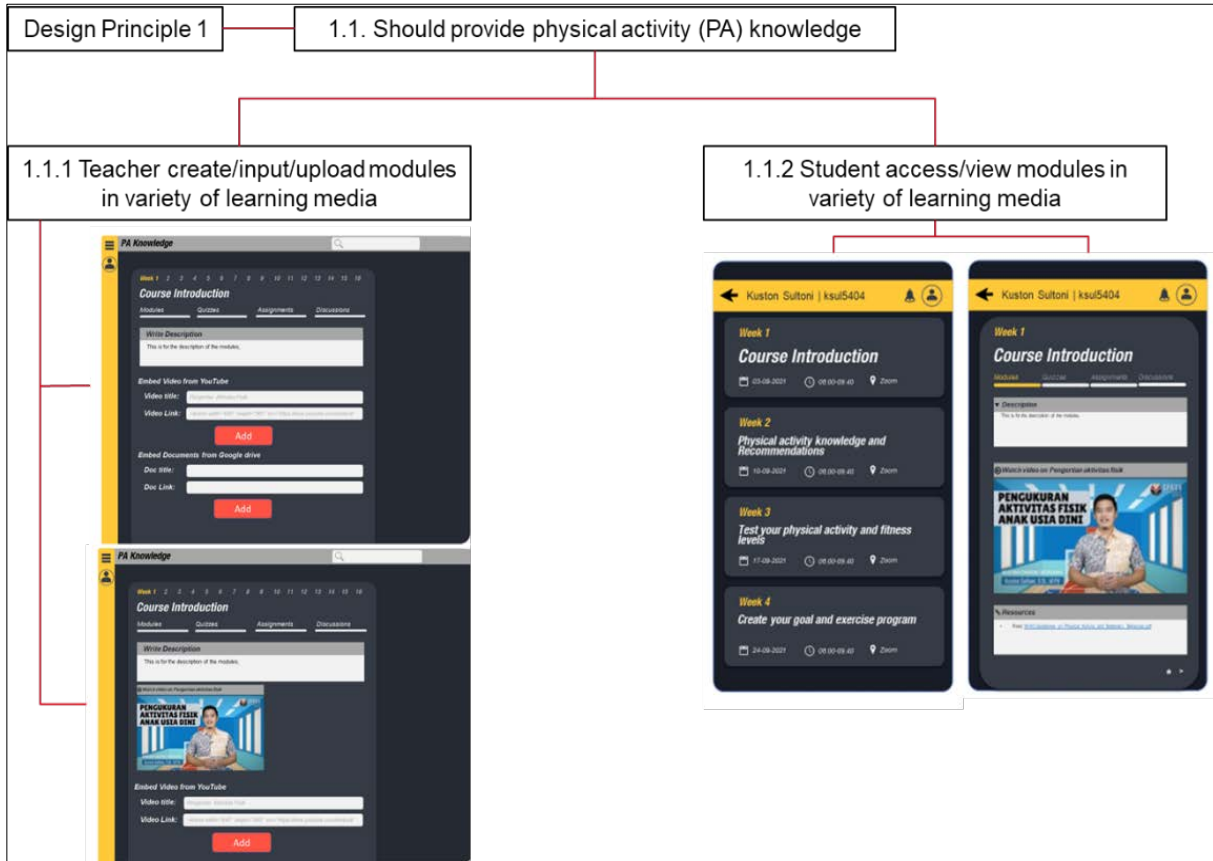 Design Principle 1
1.1. Should provide physical activity (PA) knowledge
1.1.1 Teacher create/input/upload modules
in variety of learning media
1.1.2 Student access/view modules in
variety of learning media
PA Knowledge
Week 1 2 3 4 5 6 7 8 9 10 11 12 13 14 15 16
Course Introduction
Modules Quizzes Assignments Discussions
Write Description
This is for the description of the modules,
Embed Video from YouTube
Video title:
Video Link:
Add
Embed Documents from Google drive
Doc title:
Doc Link:
Add
PA Knowledge
Week 1 2 3 4 5 6 7 8 9 10 11 12 13 14 15 16
Course Introduction
Modules Quizzes Assignments Discussions
Write Description
This is for the description of the modules,
Watch video on Pengertian aktivitas fisik
PENGUKURAN
AKTIVITAS FISIK
ANAK USIA DINI
Embed Video from YouTube
Video title:
Video Link:
Add
Kuston Sultoni | ksul5404
Week 1
Course Introduction
03-09-2021 08.00-09.40 Zoom
Week 2
Physical activity knowledge and
Recommendations
10-09-2021 08.00-09.40 Zoom
Week 3
Test your physical activity and fitness
levels
17-09-2021 08.00-09.40 Zoom
Week 4
Create your goal and exercise program
24-09-2021 08.00-09.40 Zoom
Kuston Sultoni | ksul5404
Week 1
Course Introduction
Modules Quizzes Assignments Discussions
Description
This is for the description of the modules,
Watch video on Pengertian aktivitas fisik
PENGUKURAN
AKTIVITAS FISIK
ANAK USIA DINI
Resources